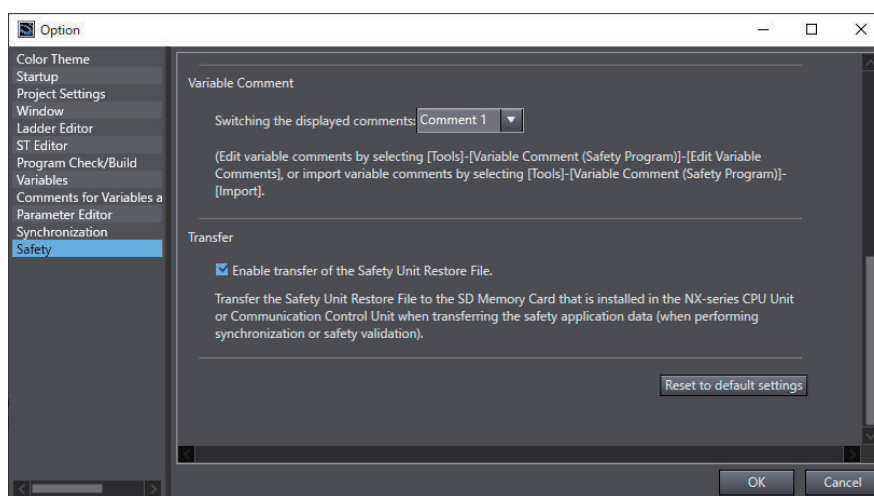 Option
Color Theme
Startup
Project Settings
Window
Ladder Editor
ST Editor
Program Check/Build
Variables
Comments for Variables a
Parameter Editor
Synchronization
Safety
Variable Comment
Switching the displayed comments: Comment 1
(Edit variable comments by selecting [Tools]-[Variable Comment (Safety Program)]-[Edit Variable
Comments], or import variable comments by selecting [Tools]-[Variable Comment (Safety Program)]-
[Import].
Transfer
Enable transfer of the Safety Unit Restore File.
Transfer the Safety Unit Restore File to the SD Memory Card that is installed in the NX-series CPU Unit
or Communication Control Unit when transferring the safety application data (when performing
synchronization or safety validation).
Reset to default settings
OK
Cancel